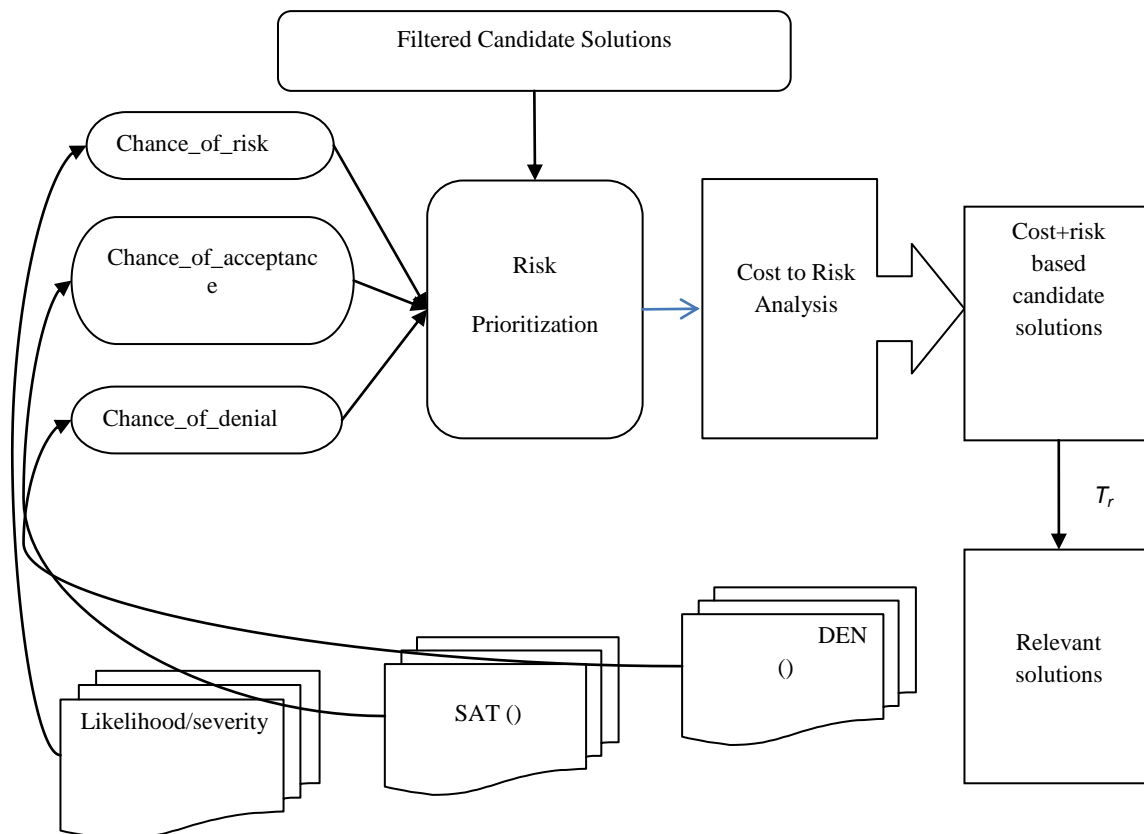 Filtered Candidate Solutions
Chance_of_risk
Chance_of_acceptanc
e
Chance_of_denial
Risk
Prioritization
Cost to Risk
Analysis
Cost+risk
based
candidate
solutions
Tr
Relevant
solutions
DEN
()
SAT ()
Likelihood/severity